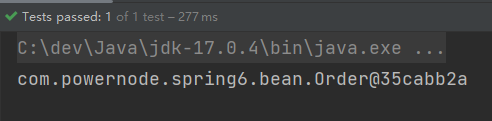 Tests passed: 1 of 1 test – 277 ms
C:\dev\Java\jdk-17.0.4\bin\java.exe ...
com.powernode.spring6.bean.Order@35cabb2a